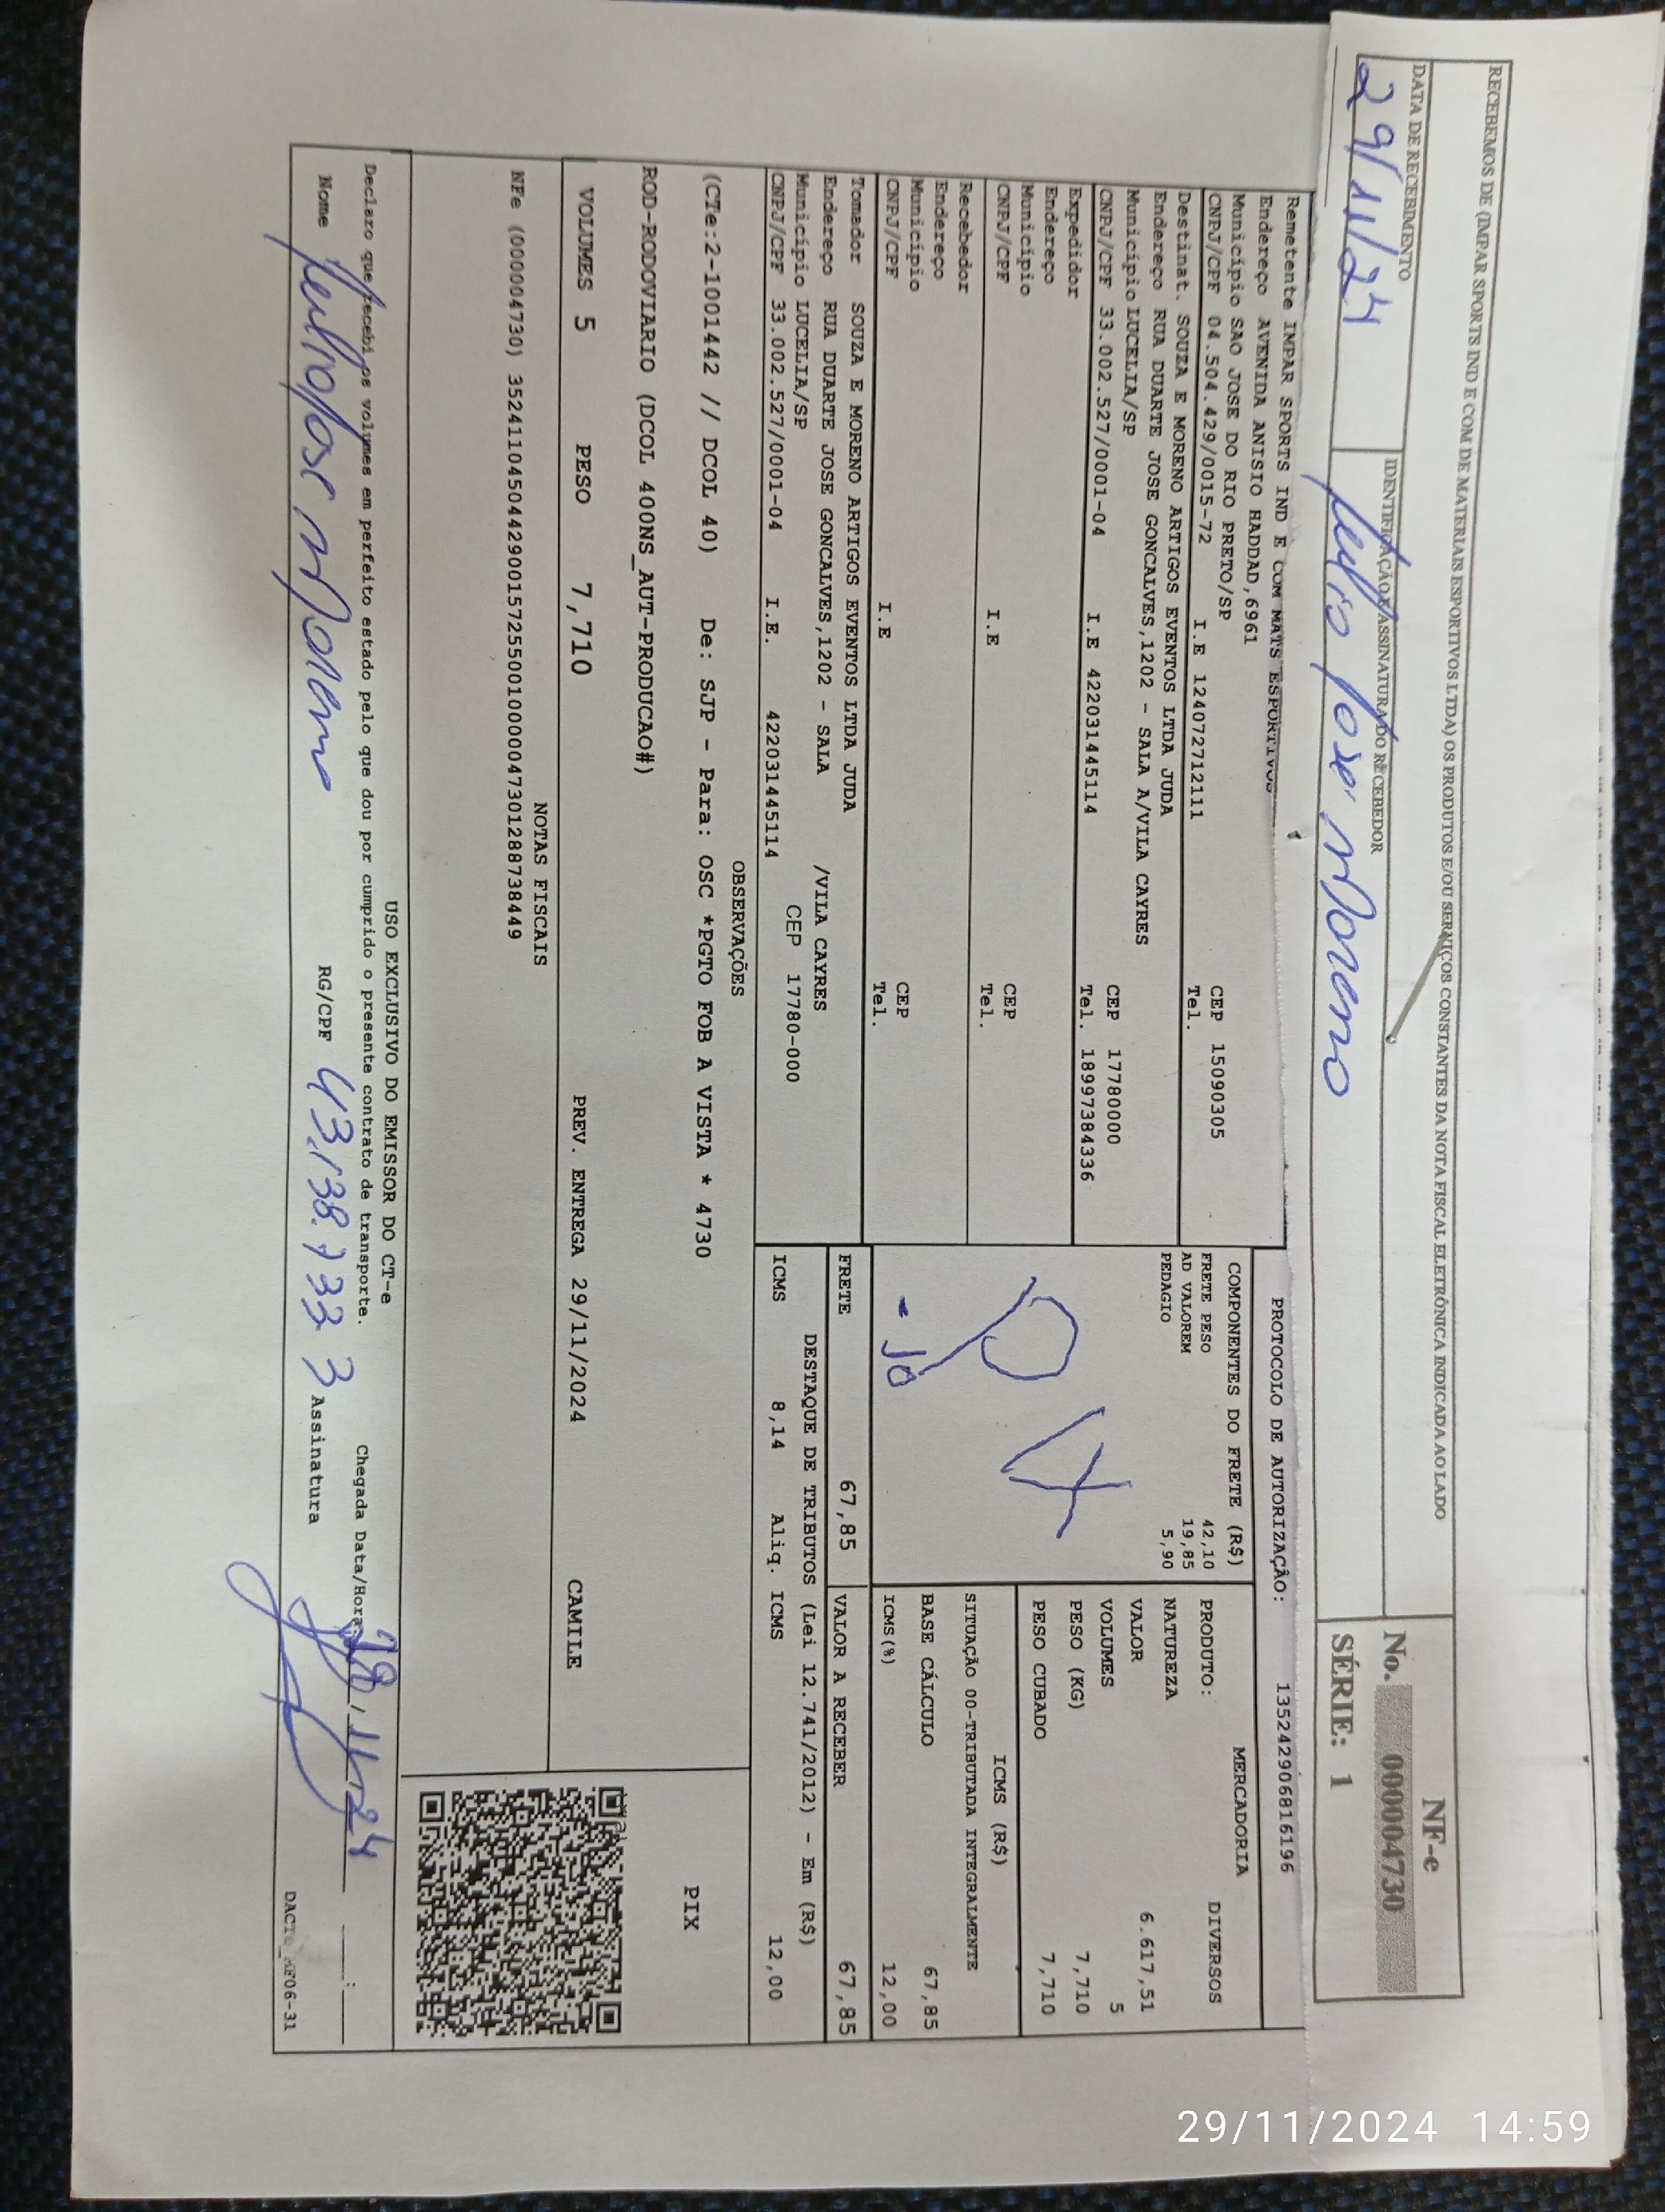 RECEBEMOS DE (IMPAR SPORTS IND E COM DE MATERIAIS ESPORTIVOS LTDA) OS PRODUTOS E/OU SERVIÇOS CONSTANTES DA NOTA FISCAL ELETRÔNICA INDICADA AO LADO
DATA DE RECEBIMENTO
29/11/24
IDENTIFICAÇÃO E ASSINATURA DO RECEBEDOR
NF-e
No. 000004730
SÉRIE: 1
PROTOCOLO DE AUTORIZAÇÃO: 135242906816196
Remetente IMPAR SPORTS IND E COM MATS ESPORTIVOS
Endereço AVENIDA ANISIO HADDAD,6961
Município SAO JOSE DO RIO PRETO/SP CEP 15090305
CNPJ/CPF 04.504.429/0015-72 I.E 124072712111 Tel.
Destinat. SOUZA E MORENO ARTIGOS EVENTOS LTDA JUDA
Endereço RUA DUARTE JOSE GONCALVES,1202 - SALA A/VILA CAYRES
Município LUCELIA/SP CEP 17780000
CNPJ/CPF 33.002.527/0001-04 I.E 422031445114 Tel. 18997384336
Expedidor
Endereço
Município CEP
CNPJ/CPF I.E Tel.
Recebedor
Endereço
Município CEP
CNPJ/CPF I.E Tel.
Tomador SOUZA E MORENO ARTIGOS EVENTOS LTDA JUDA
Endereço RUA DUARTE JOSE GONCALVES,1202 - SALA /VILA CAYRES
Município LUCELIA/SP CEP 17780-000
CNPJ/CPF 33.002.527/0001-04 I.E. 422031445114
COMPONENTES DO FRETE (R$)
FRETE PESO 42,10
AD VALOREM 19,85
PEDAGIO 5,90
MERCADORIA
PRODUTO: DIVERSOS
NATUREZA
VALOR 6.617,51
VOLUMES 5
PESO (KG) 7,710
PESO CUBADO 7,710
ICMS (R$)
SITUAÇÃO 00-TRIBUTADA INTEGRALMENTE
BASE CÁLCULO 67,85
ICMS(%) 12,00
FRETE 67,85 VALOR A RECEBER 67,85
DESTAQUE DE TRIBUTOS (Lei 12.741/2012) - Em (R$)
ICMS 8,14 Aliq. ICMS 12,00
OBSERVAÇÕES
(CTe:2-1001442 // DCOL 40) De: SJP - Para: OSC *PGTO FOB A VISTA * 4730
ROD-RODOVIARIO (DCOL 400NS_AUT-PRODUCAO#)
PIX
VOLUMES 5 PESO 7,710 PREV. ENTREGA 29/11/2024 CAMILE
NOTAS FISCAIS
NFe (000004730) 35241104504429001572550010000047301288738449
USO EXCLUSIVO DO EMISSOR DO CT-e
Declaro que recebi os volumes em perfeito estado pelo que dou por cumprido o presente contrato de transporte. Chegada Data/Hora
Nome RG/CPF 43.138.733 3 Assinatura
29/11/2024 14:59